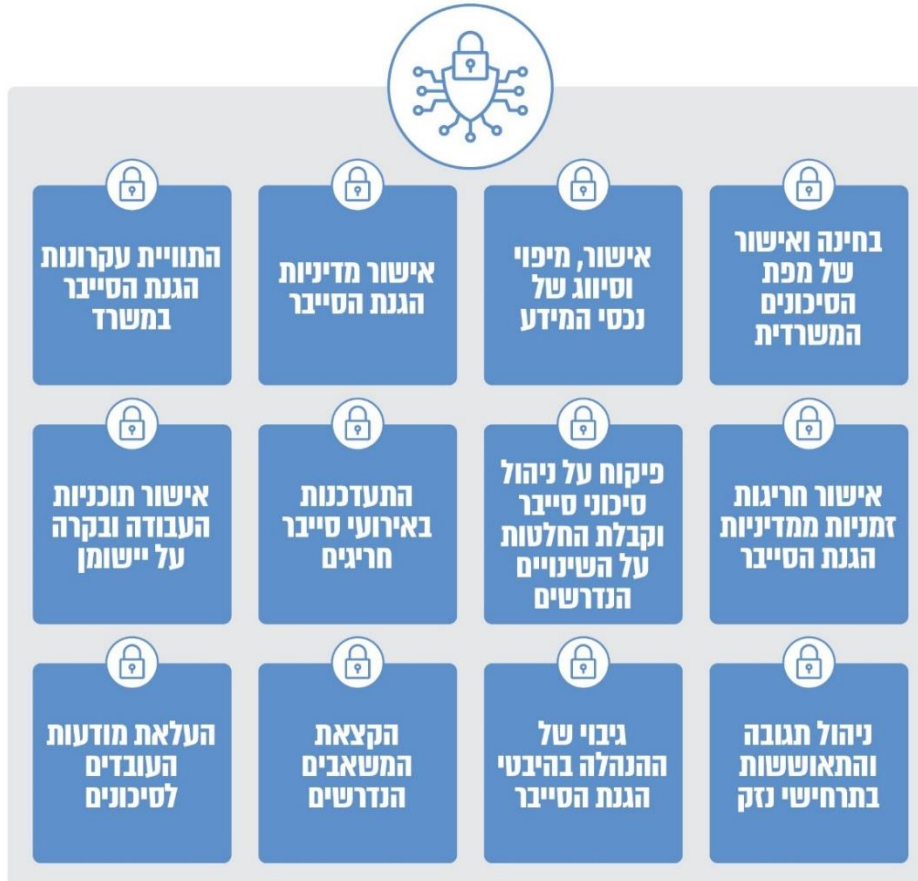 בחינה ואישור
של מפת
הסיכונים
המשרדית
אישור, מיפוי
וסיווג של
נכסי המידע
אישור מדיניות
הגנת הסייבר
התוויית עקרונות
הגנת הסייבר
במשרד
אישור חריגות
זמניות ממדיניות
הגנת הסייבר
פיקוח על ניהול
סיכוני סייבר
וקבלת החלטות
על השינויים
הנדרשים
התעדכנות
באירועי סייבר
חריגים
אישור תוכניות
העבודה ובקרה
על יישומן
ניהול תגובה
והתאוששות
בתרחישי נזק
גיבוי של
ההנהלה בהיבטי
הגנת הסייבר
הקצאת
המשאבים
הנדרשים
העלאת מודעות
העובדים
לסיכונים